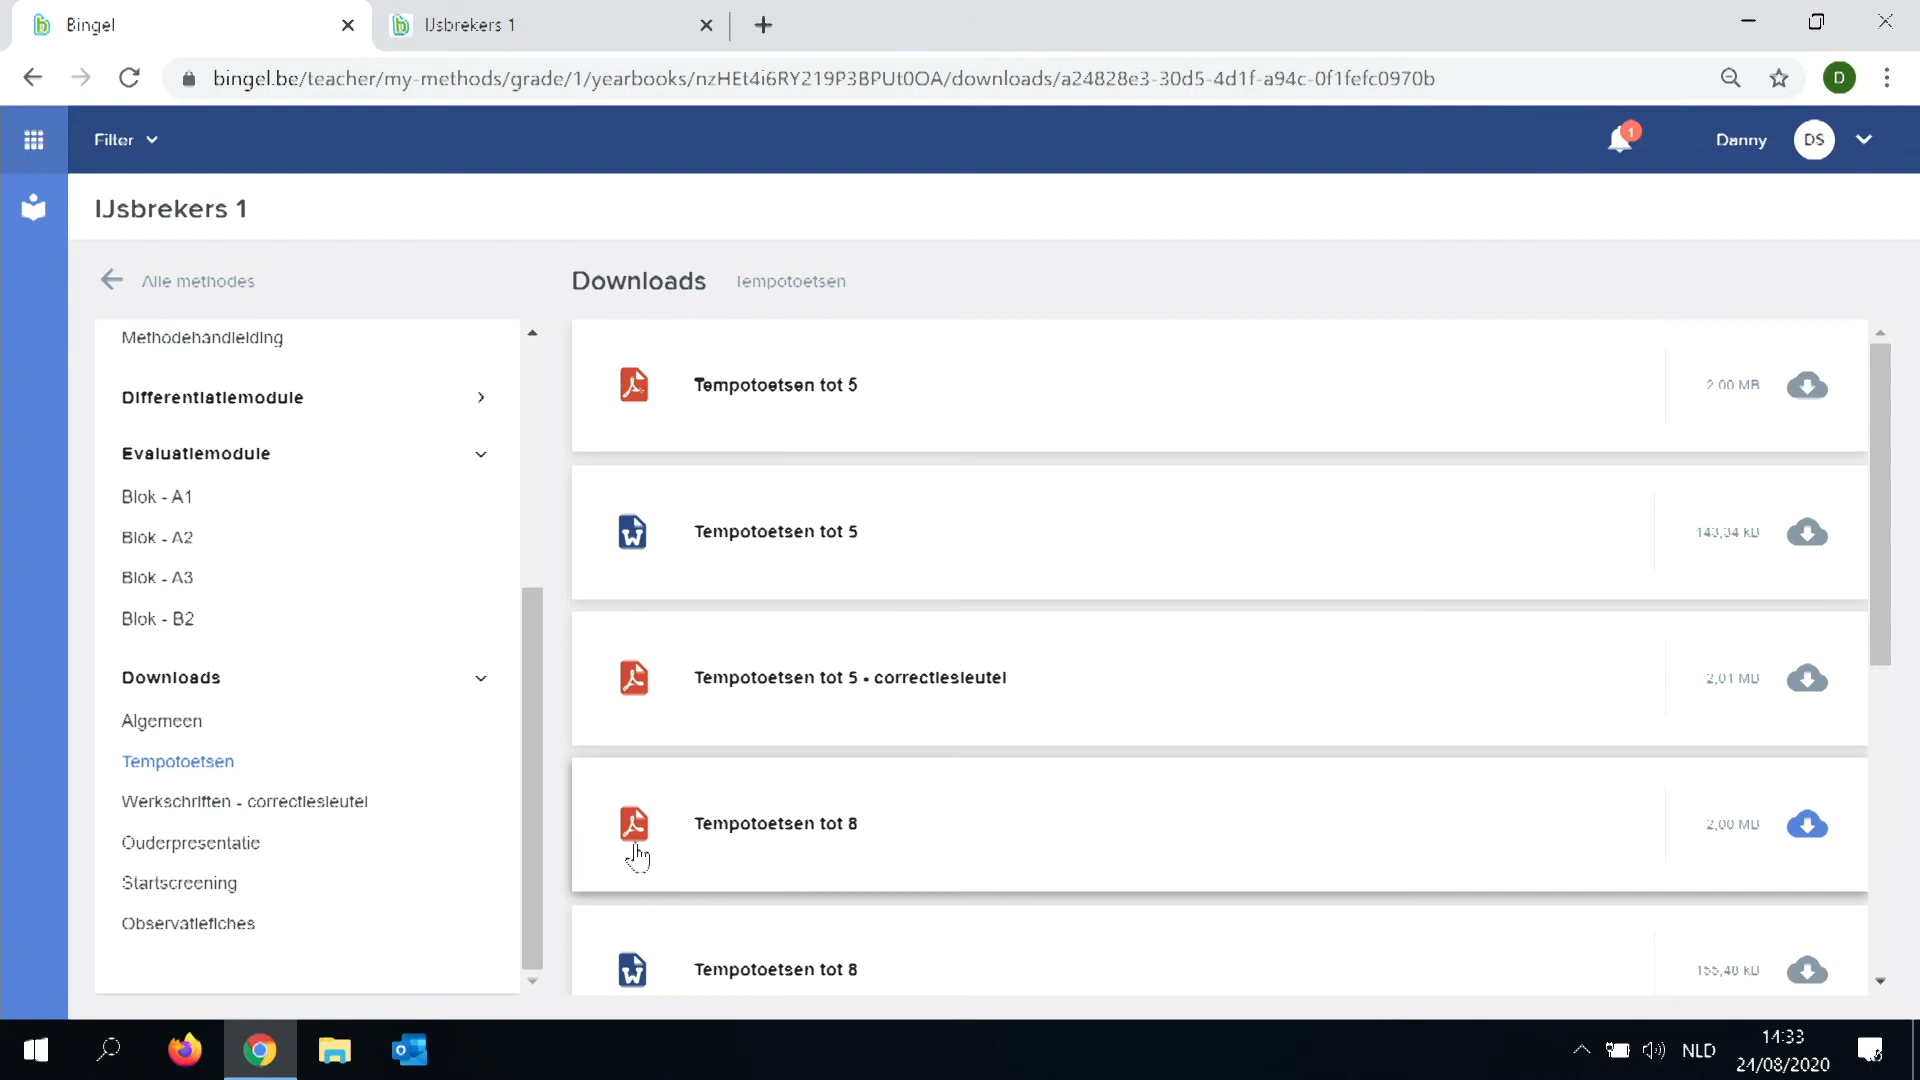 Bingel
IJsbrekers 1
bingel.be/teacher/my-methods/grade/1/yearbooks/nzHEt4i6RY219P3BPUt0OA/downloads/a24828e3-30d5-4d1f-a94c-0f1fefc0970b
D
Filter
1
Danny
DS
IJsbrekers 1
Alle methodes
Downloads Tempotoetsen
Methodehandleiding
Differentiatiemodule
Evaluatiemodule
Blok - A1
Blok - A2
Blok - A3
Blok - B2
Downloads
Algemeen
Tempotoetsen
Werkschriften - correctiesleutel
Ouderpresentatie
Startscreening
Observatiefiches
Tempotoetsen tot 5
2,00 MB
Tempotoetsen tot 5
143,34 kB
Tempotoetsen tot 5 - correctiesleutel
2,01 MB
Tempotoetsen tot 8
2,00 MB
Tempotoetsen tot 8
155,48 kB
NLD
14:33
24/08/2020